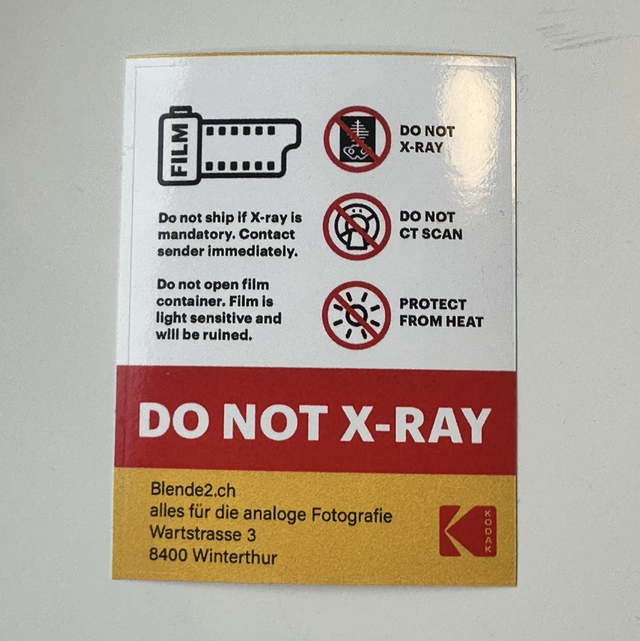 FILM
DO NOT
X-RAY
Do not ship if X-ray is
mandatory. Contact
sender immediately.
DO NOT
CT SCAN
Do not open film
container. Film is
light sensitive and
will be ruined.
PROTECT
FROM HEAT
DO NOT X-RAY
Blende2.ch
alles für die analoge Fotografie
Wartstrasse 3
8400 Winterthur
KODAK